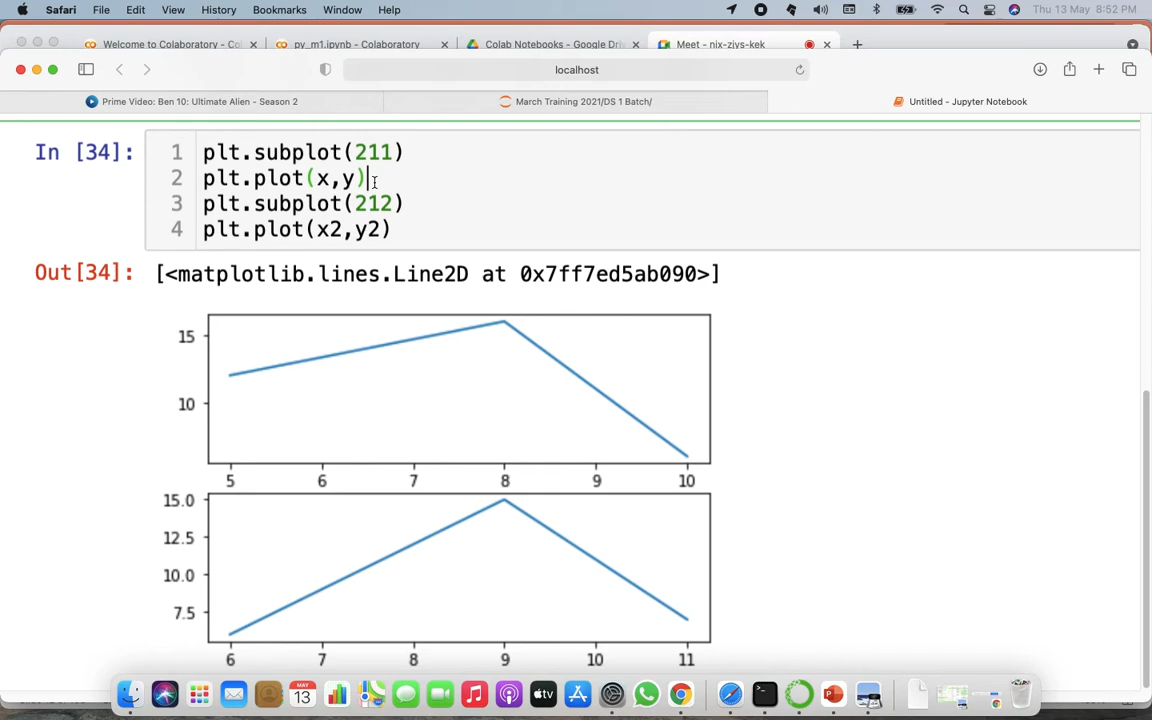 Safari File Edit View History Bookmarks Window Help Thu 13 May 8:52 PM
Welcome to Colaboratory - Co py_m1.ipynb - Colaboratory Colab Notebooks - Google Driv Meet - nix-zjys-kek
localhost
Prime Video: Ben 10: Ultimate Alien - Season 2 March Training 2021/DS 1 Batch/ Untitled - Jupyter Notebook
In [34]: 1 plt.subplot(211)
2 plt.plot(x,y)
3 plt.subplot(212)
4 plt.plot(x2,y2)
Out[34]: [<matplotlib.lines.Line2D at 0x7ff7ed5ab090>]
15
10
5 6 7 8 9 10
15.0
12.5
10.0
7.5
6 7 8 9 10 11
MAY
13
tv